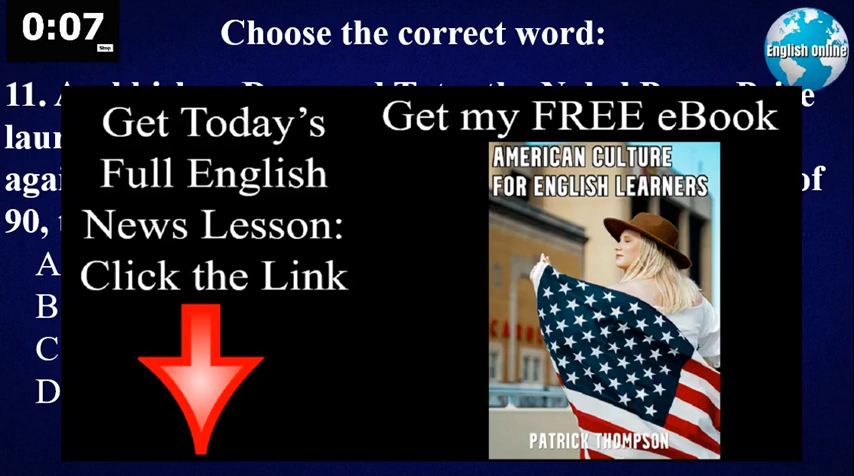 0:07
Stop
Choose the correct word:
English Online
11.
laur
agai
of
90,
A
B
C
D
Get Today's
Full English
News Lesson:
Click the Link
Get my FREE eBook
AMERICAN CULTURE
FOR ENGLISH LEARNERS
PATRICK THOMPSON